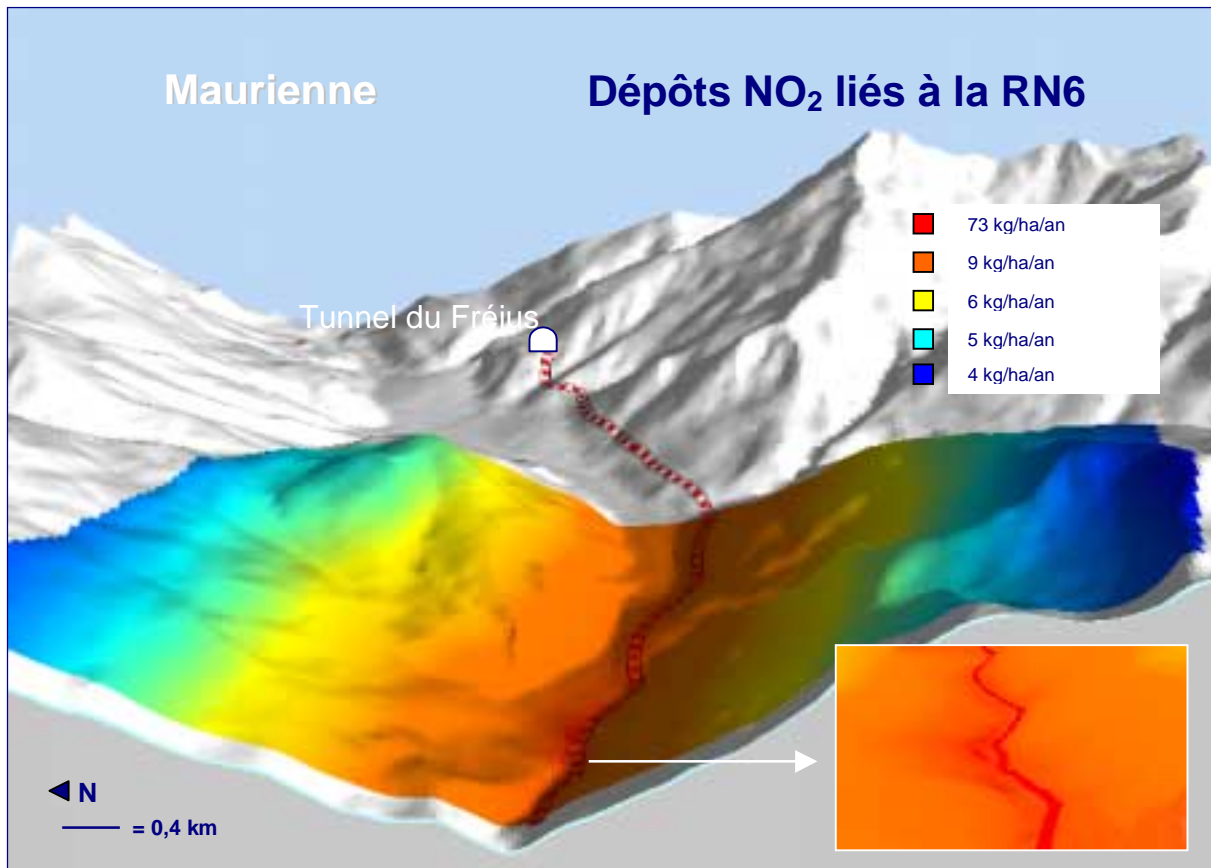 Maurienne
Dépôts NO₂ liés à la RN6
73 kg/ha/an
9 kg/ha/an
6 kg/ha/an
5 kg/ha/an
4 kg/ha/an
Tunnel du Fréjus
N
= 0,4 km